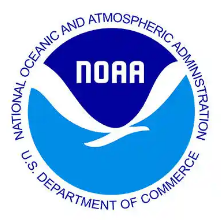 NATIONAL OCEANIC AND ATMOSPHERIC ADMINISTRATION
NOAA
U.S. DEPARTMENT OF COMMERCE